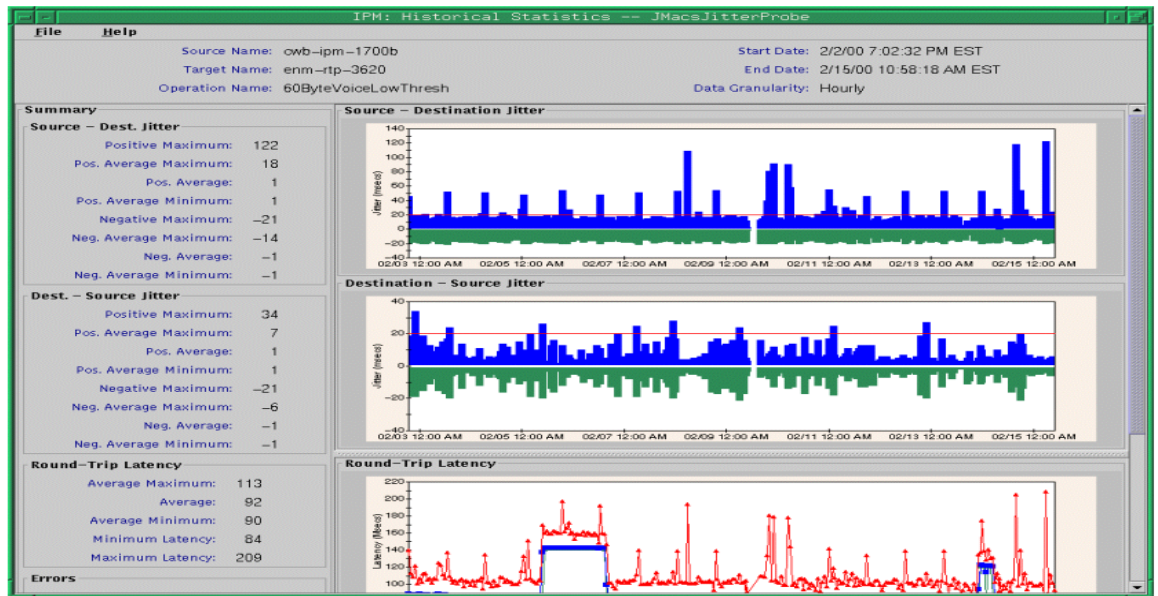 IPM: Historical Statistics -- JMacsJitterProbe
File Help
Source Name: cwb-ipm-1700b
Target Name: enm-rtp-3620
Operation Name: 60ByteVoiceLowThresh
Start Date: 2/2/00 7:02:32 PM EST
End Date: 2/15/00 10:58:18 AM EST
Data Granularity: Hourly
Summary
Source - Dest. Jitter
Positive Maximum: 122
Pos. Average Maximum: 18
Pos. Average: 1
Pos. Average Minimum: 1
Negative Maximum: -21
Neg. Average Maximum: -14
Neg. Average: -1
Neg. Average Minimum: -1
Dest. - Source Jitter
Positive Maximum: 34
Pos. Average Maximum: 7
Pos. Average: 1
Pos. Average Minimum: 1
Negative Maximum: -21
Neg. Average Maximum: -6
Neg. Average: -1
Neg. Average Minimum: -1
Round-Trip Latency
Average Maximum: 113
Average: 92
Average Minimum: 90
Minimum Latency: 84
Maximum Latency: 209
Errors
Source - Destination Jitter
Jitter (msecs)
140
120
100
80
60
40
20
0
-20
-40
02/03 12:00 AM 02/05 12:00 AM 02/07 12:00 AM 02/09 12:00 AM 02/11 12:00 AM 02/13 12:00 AM 02/15 12:00 AM
Destination - Source Jitter
Jitter (msecs)
40
20
0
-20
-40
02/03 12:00 AM 02/05 12:00 AM 02/07 12:00 AM 02/09 12:00 AM 02/11 12:00 AM 02/13 12:00 AM 02/15 12:00 AM
Round-Trip Latency
Latency (Msecs)
220
200
180
160
140
120
100